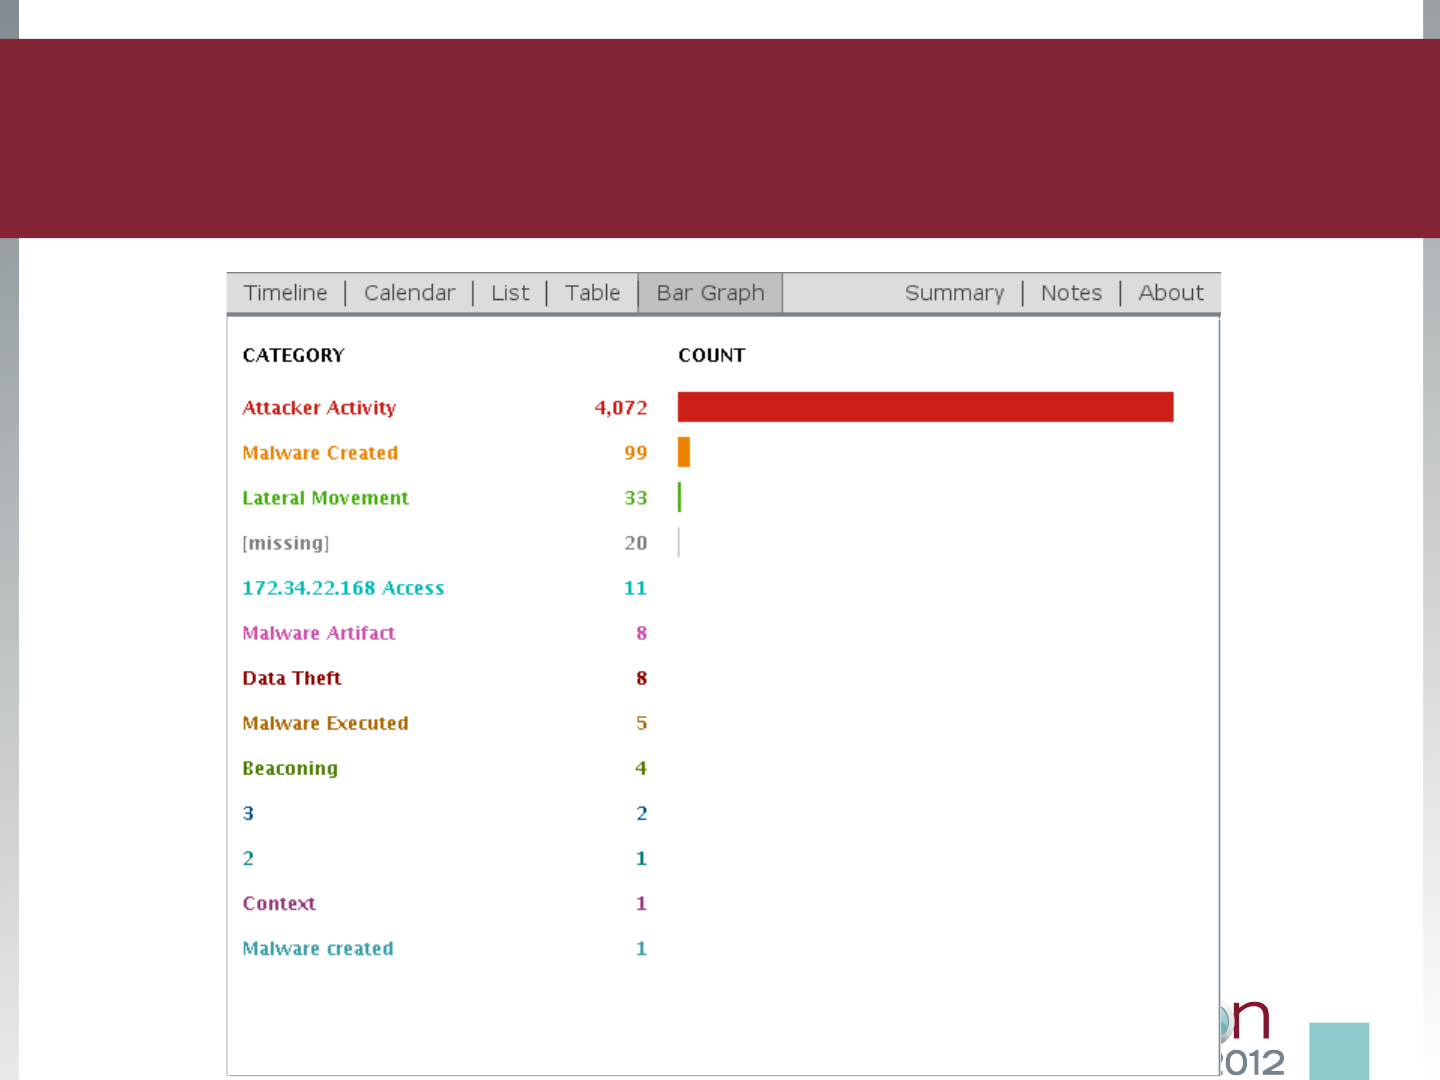 Timeline | Calendar | List | Table | Bar Graph Summary | Notes | About
CATEGORY COUNT
Attacker Activity 4,072
Malware Created 99
Lateral Movement 33
[missing] 20
172.34.22.168 Access 11
Malware Artifact 8
Data Theft 8
Malware Executed 5
Beaconing 4
3 2
2 1
Context 1
Malware created 1
n
012